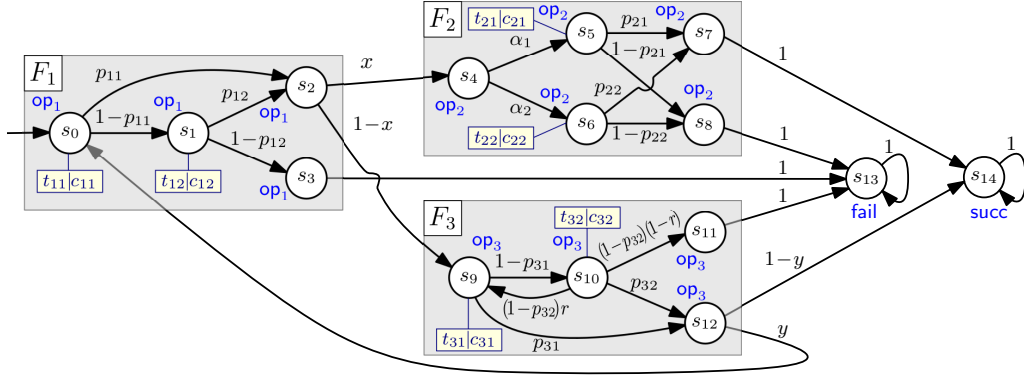 F₁
op₁
s₀
t₁₁|c₁₁
p₁₁
1−p₁₁
op₁
s₁
t₁₂|c₁₂
p₁₂
1−p₁₂
s₂
op₁
s₃
op₁
x
1−x
F₂
s₄
op₂
α₁
α₂
t₂₁|c₂₁
op₂
s₅
p₂₁
1−p₂₁
op₂
s₆
t₂₂|c₂₂
p₂₂
1−p₂₂
op₂
s₇
op₂
s₈
1
1
1
1
F₃
op₃
s₉
t₃₁|c₃₁
1−p₃₁
p₃₁
t₃₂|c₃₂
op₃
s₁₀
(1−p₃₂)(1−r)
(1−p₃₂)r
p₃₂
s₁₁
op₃
op₃
s₁₂
1−y
y
s₁₃
fail
1
s₁₄
succ
1